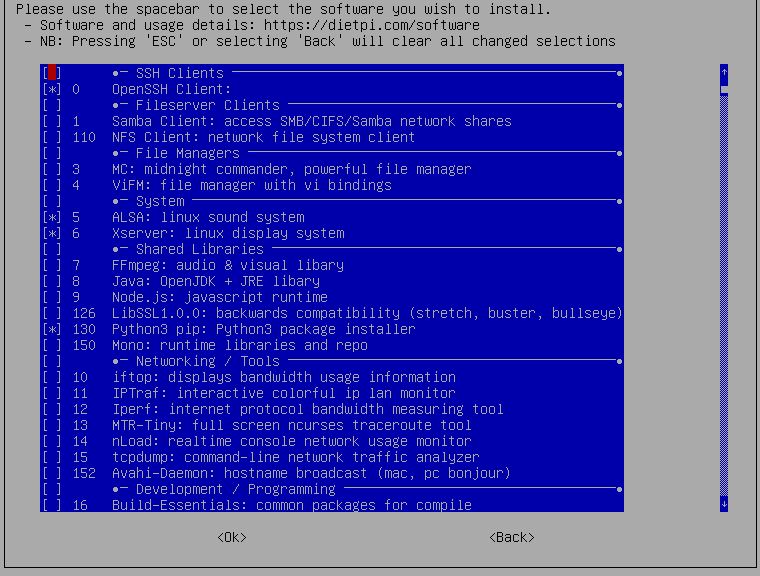 Please use the spacebar to select the software you wish to install.
– Software and usage details: https://dietpi.com/software
– NB: Pressing 'ESC' or selecting 'Back' will clear all changed selections
[ ] ●─ SSH Clients ─●
[*] 0 OpenSSH Client:
[ ] ●─ Fileserver Clients ─●
[ ] 1 Samba Client: access SMB/CIFS/Samba network shares
[ ] 110 NFS Client: network file system client
[ ] ●─ File Managers ─●
[ ] 3 MC: midnight commander, powerful file manager
[ ] 4 ViFM: file manager with vi bindings
[ ] ●─ System ─●
[*] 5 ALSA: linux sound system
[*] 6 Xserver: linux display system
[ ] ●─ Shared Libraries ─●
[ ] 7 FFmpeg: audio & visual libary
[ ] 8 Java: OpenJDK + JRE libary
[ ] 9 Node.js: javascript runtime
[ ] 126 LibSSL1.0.0: backwards compatibility (stretch, buster, bullseye)
[*] 130 Python3 pip: Python3 package installer
[ ] 150 Mono: runtime libraries and repo
[ ] ●─ Networking / Tools ─●
[ ] 10 iftop: displays bandwidth usage information
[ ] 11 IPTraf: interactive colorful ip lan monitor
[ ] 12 Iperf: internet protocol bandwidth measuring tool
[ ] 13 MTR-Tiny: full screen ncurses traceroute tool
[ ] 14 nLoad: realtime console network usage monitor
[ ] 15 tcpdump: command-line network traffic analyzer
[ ] 152 Avahi-Daemon: hostname broadcast (mac, pc bonjour)
[ ] ●─ Development / Programming ─●
[ ] 16 Build-Essentials: common packages for compile
<Ok> <Back>